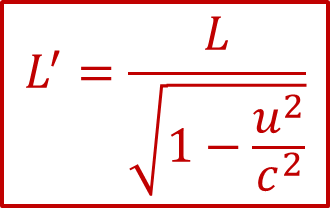 L′ = L / √(1 − u²/c²)